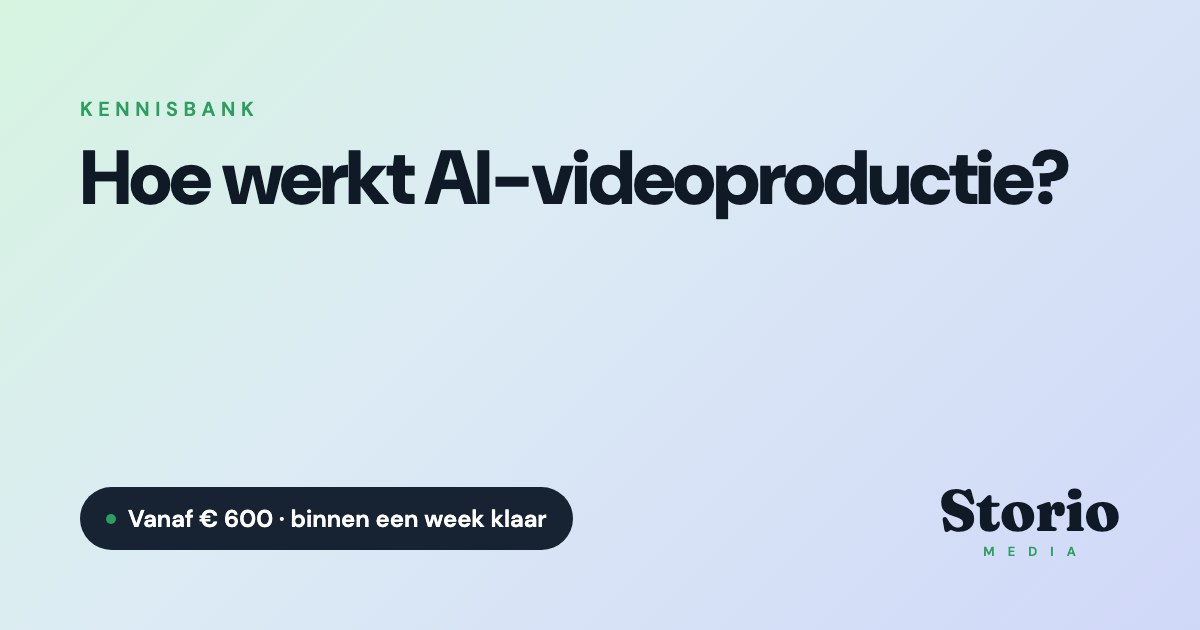 KENNISBANK
Hoe werkt AI-videoproductie?
Vanaf € 600 · binnen een week klaar
Storio
MEDIA